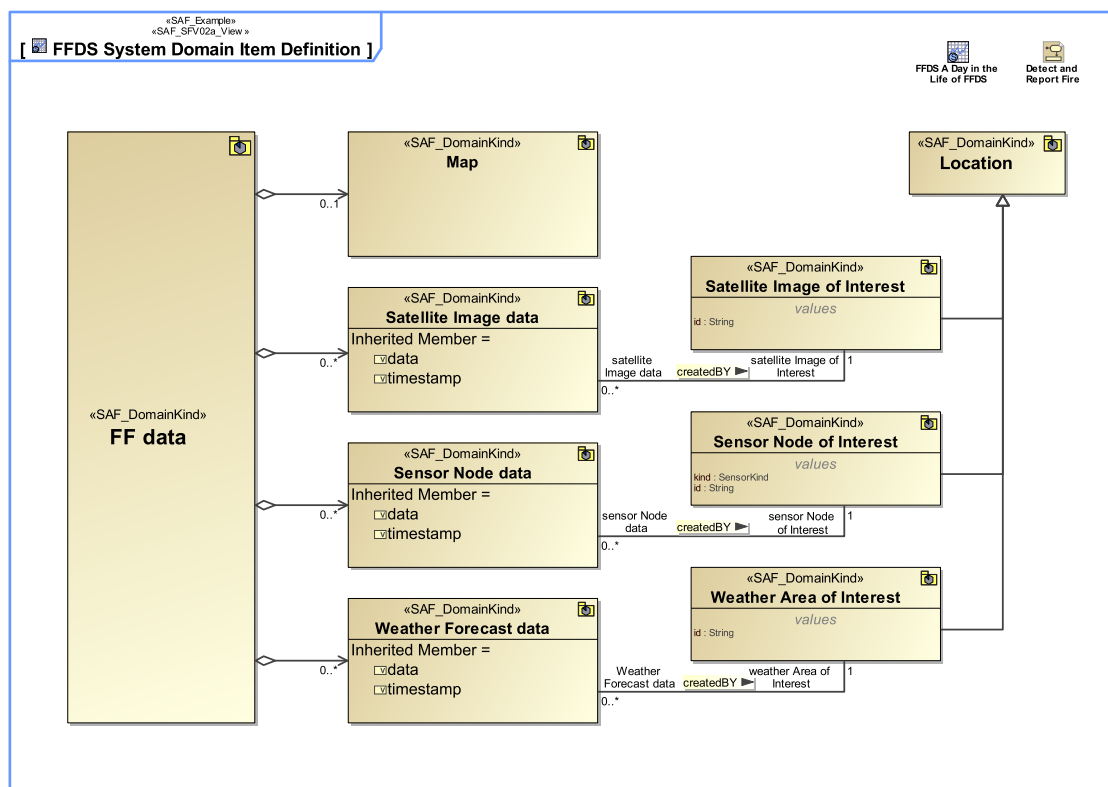 «SAF_Example»
«SAF_SFV02a_View »
[ FFDS System Domain Item Definition ]
FFDS A Day in the
Life of FFDS
Detect and
Report Fire
«SAF_DomainKind»
FF data
«SAF_DomainKind»
Map
0..1
«SAF_DomainKind»
Location
«SAF_DomainKind»
Satellite Image data
Inherited Member =
data
timestamp
0..*
«SAF_DomainKind»
Satellite Image of Interest
values
id : String
satellite
Image data
createdBY
satellite Image of
Interest
1
0..*
«SAF_DomainKind»
Sensor Node data
Inherited Member =
data
timestamp
0..*
«SAF_DomainKind»
Sensor Node of Interest
values
kind : SensorKind
id : String
sensor Node
data
createdBY
sensor Node
of Interest
1
0..*
«SAF_DomainKind»
Weather Forecast data
Inherited Member =
data
timestamp
0..*
«SAF_DomainKind»
Weather Area of Interest
values
id : String
Weather
Forecast data
createdBY
weather Area of
Interest
1
0..*